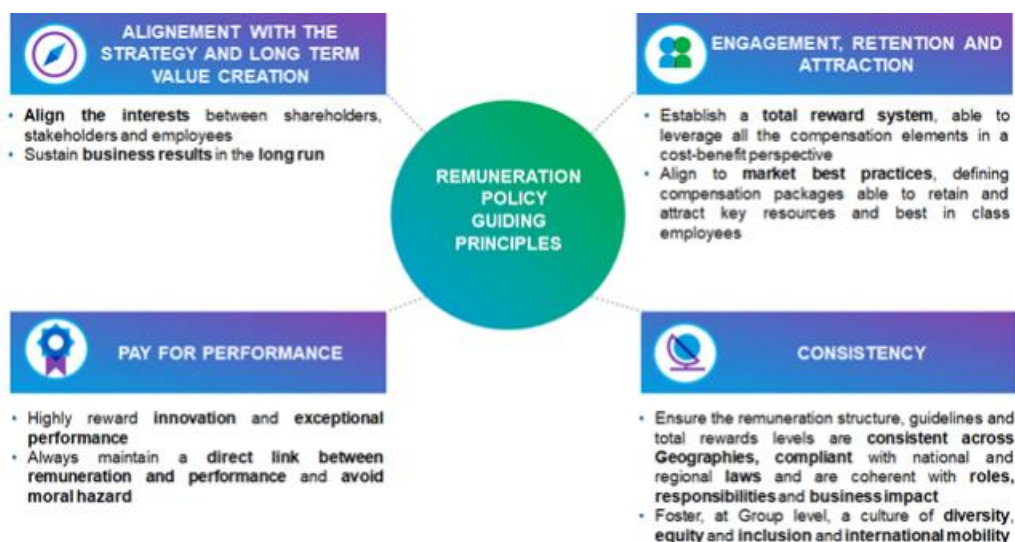 ALIGNEMENT WITH THE
STRATEGY AND LONG TERM
VALUE CREATION
• Align the interests between shareholders,
stakeholders and employees
• Sustain business results in the long run
ENGAGEMENT, RETENTION AND
ATTRACTION
• Establish a total reward system, able to
leverage all the compensation elements in a
cost-benefit perspective
• Align to market best practices, defining
compensation packages able to retain and
attract key resources and best in class
employees
REMUNERATION
POLICY
GUIDING
PRINCIPLES
PAY FOR PERFORMANCE
• Highly reward innovation and exceptional
performance
• Always maintain a direct link between
remuneration and performance and avoid
moral hazard
CONSISTENCY
• Ensure the remuneration structure, guidelines and
total rewards levels are consistent across
Geographies, compliant with national and
regional laws and are coherent with roles,
responsibilities and business impact
• Foster, at Group level, a culture of diversity,
equity and inclusion and international mobility